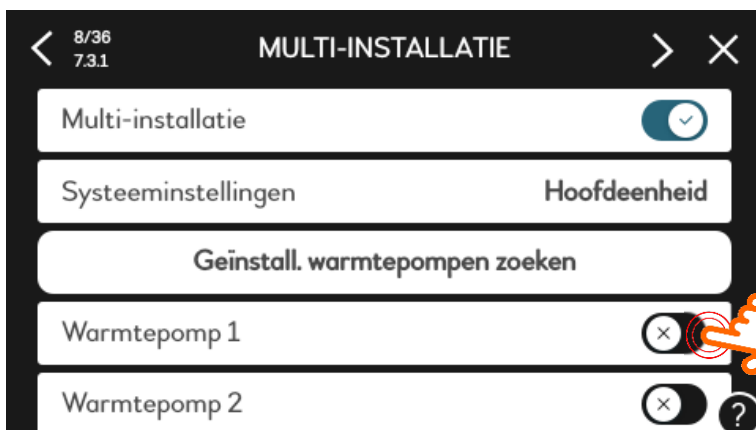 8/36
7.3.1
MULTI-INSTALLATIE
Multi-installatie
Systeeminstellingen Hoofdeenheid
Geïnstall. warmtepompen zoeken
Warmtepomp 1
Warmtepomp 2
?